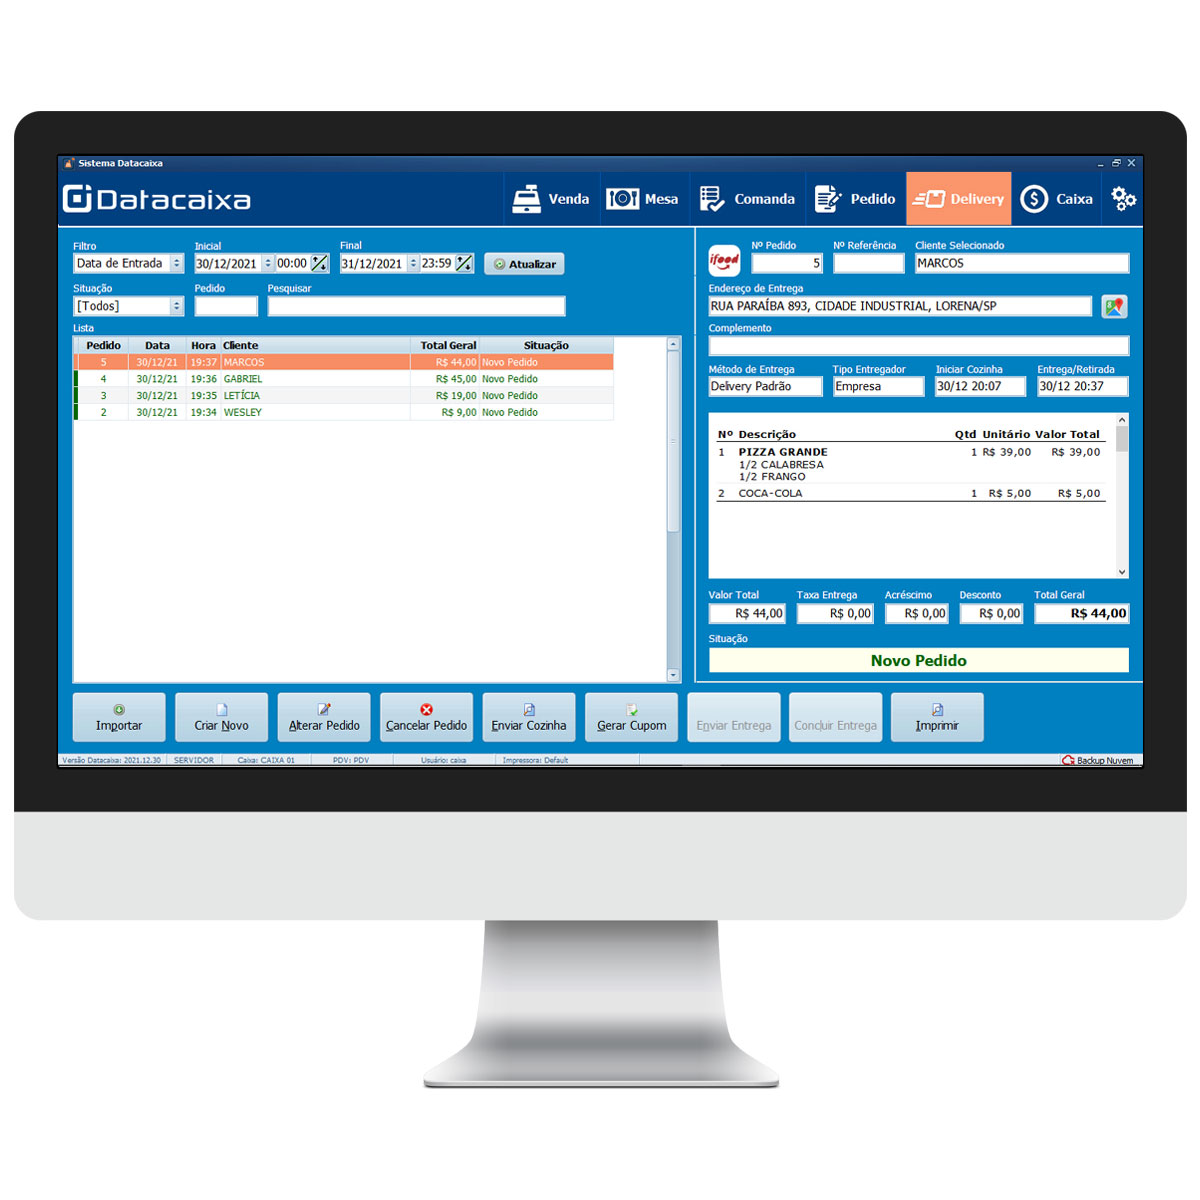 Sistema Datacaixa
Datacaixa
Venda
Mesa
Comanda
Pedido
Delivery
Caixa
Filtro Inicial Final
Data de Entrada 30/12/2021 00:00 31/12/2021 23:59 Atualizar
Situação Pedido Pesquisar
[Todos]
Lista
Pedido Data Hora Cliente Total Geral Situação
5 30/12/21 19:37 MARCOS R$ 44,00 Novo Pedido
4 30/12/21 19:36 GABRIEL R$ 45,00 Novo Pedido
3 30/12/21 19:35 LETÍCIA R$ 19,00 Novo Pedido
2 30/12/21 19:34 WESLEY R$ 9,00 Novo Pedido
ifood
Nº Pedido Nº Referência Cliente Selecionado
5 MARCOS
Endereço de Entrega
RUA PARAÍBA 893, CIDADE INDUSTRIAL, LORENA/SP
Complemento
Método de Entrega Tipo Entregador Iniciar Cozinha Entrega/Retirada
Delivery Padrão Empresa 30/12 20:07 30/12 20:37
Nº Descrição Qtd Unitário Valor Total
1 PIZZA GRANDE 1 R$ 39,00 R$ 39,00
1/2 CALABRESA
1/2 FRANGO
2 COCA-COLA 1 R$ 5,00 R$ 5,00
Valor Total Taxa Entrega Acréscimo Desconto Total Geral
R$ 44,00 R$ 0,00 R$ 0,00 R$ 0,00 R$ 44,00
Situação
Novo Pedido
Importar
Criar Novo
Alterar Pedido
Cancelar Pedido
Enviar Cozinha
Gerar Cupom
Enviar Entrega
Concluir Entrega
Imprimir
Versão Datacaixa: 2021.12.30 SERVIDOR Caixa: CAIXA 01 PDV: PDV Usuário: caixa Impressora: Default Backup Nuvem